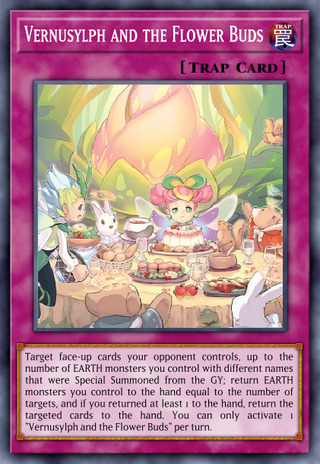 Vernusylph and the Flower Buds
TRAP
罠
[Trap Card]
Target face-up cards your opponent controls, up to the
number of EARTH monsters you control with different names
that were Special Summoned from the GY; return EARTH
monsters you control to the hand equal to the number of
targets, and if you returned at least 1 to the hand, return the
targeted cards to the hand. You can only activate 1
"Vernusylph and the Flower Buds" per turn.